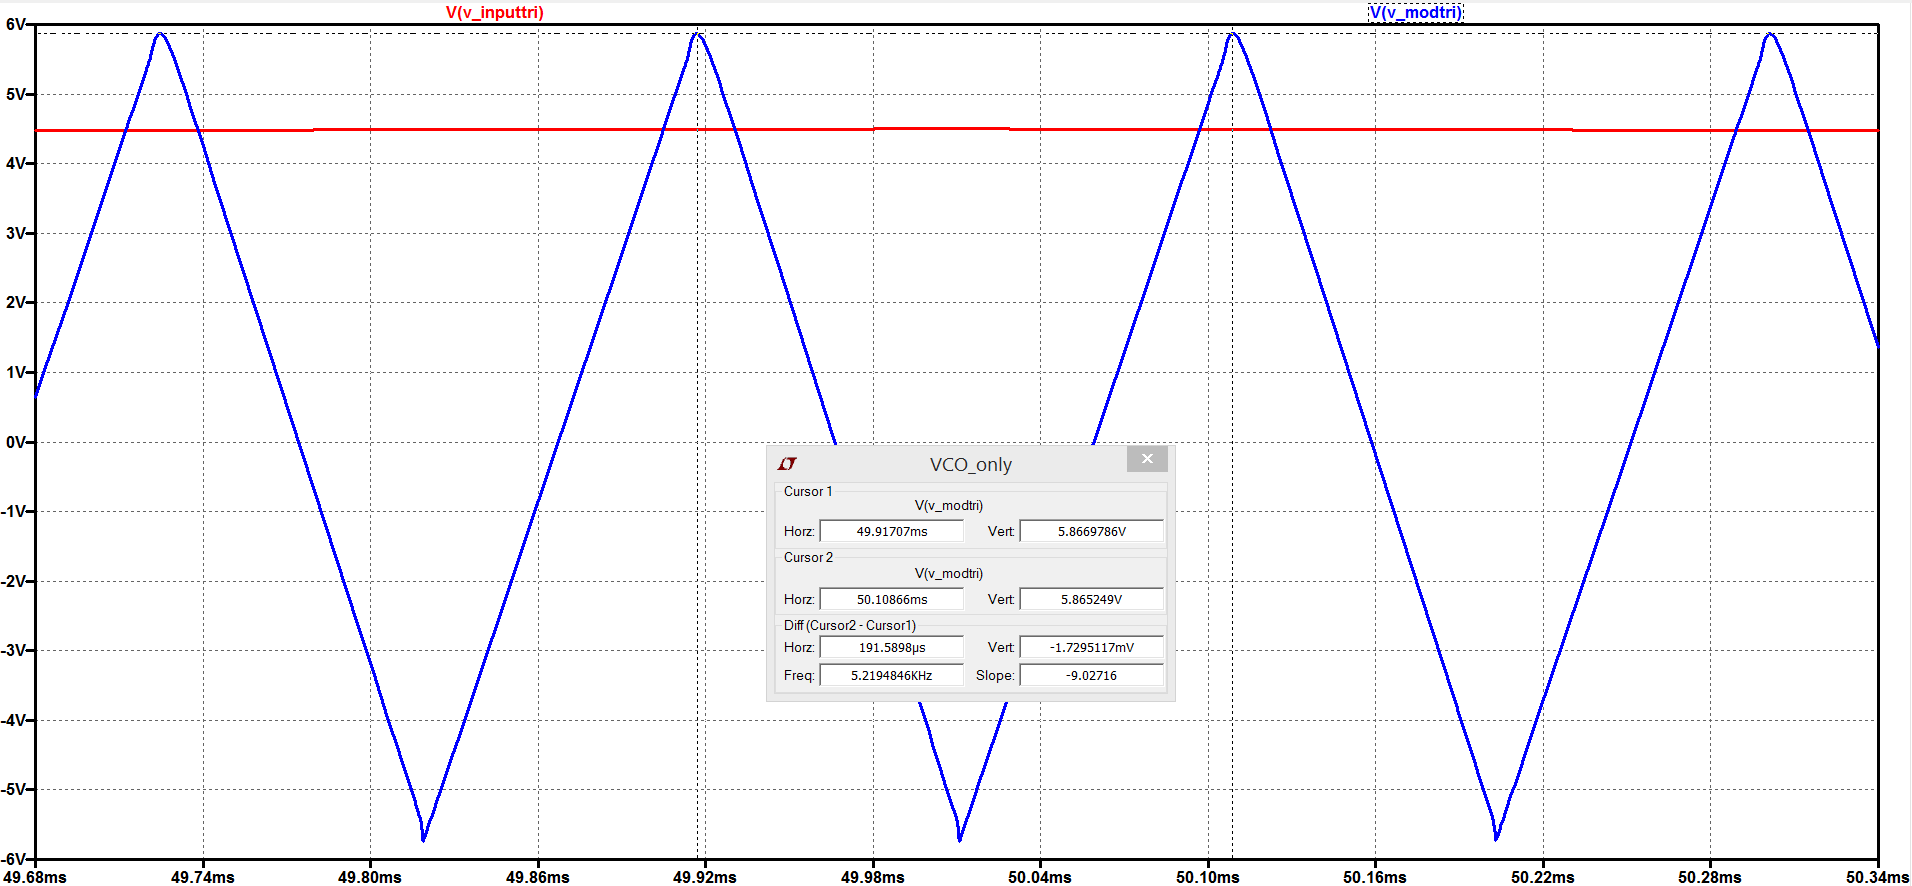 V(v_inputtri) V(v_modtri)
6V
5V
4V
3V
2V
1V
0V
-1V
-2V
-3V
-4V
-5V
-6V
VCO_only
Cursor 1
V(v_modtri)
Horz: 49.91707ms Vert: 5.8669786V
Cursor 2
V(v_modtri)
Horz: 50.10866ms Vert: 5.865249V
Diff (Cursor2 - Cursor1)
Horz: 191.5898µs Vert: -1.7295117mV
Freq: 5.2194846KHz Slope: -9.02716
49.68ms 49.74ms 49.80ms 49.86ms 49.92ms 49.98ms 50.04ms 50.10ms 50.16ms 50.22ms 50.28ms 50.34ms